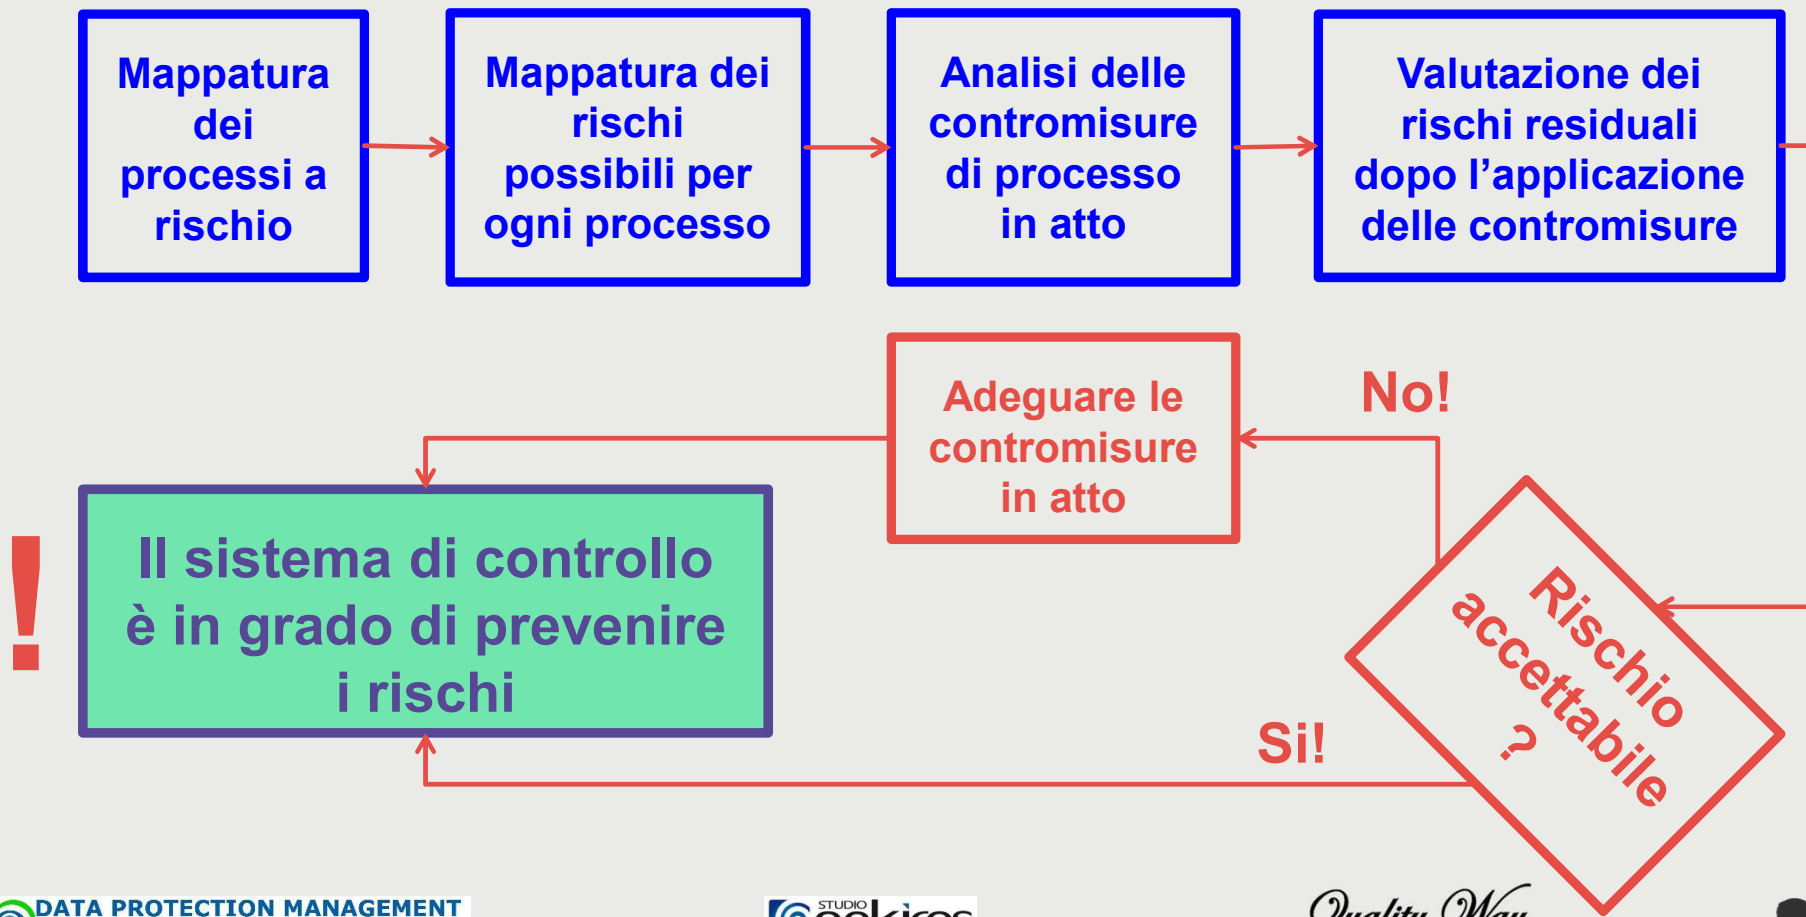 Mappatura
dei
processi a
rischio
Mappatura dei
rischi
possibili per
ogni processo
Analisi delle
contromisure
di processo
in atto
Valutazione dei
rischi residuali
dopo l’applicazione
delle contromisure
Adeguare le
contromisure
in atto
No!
Rischio
accettabile
?
Si!
!
Il sistema di controllo
è in grado di prevenire
i rischi
DATA PROTECTION MANAGEMENT
STUDIO
Quality Way